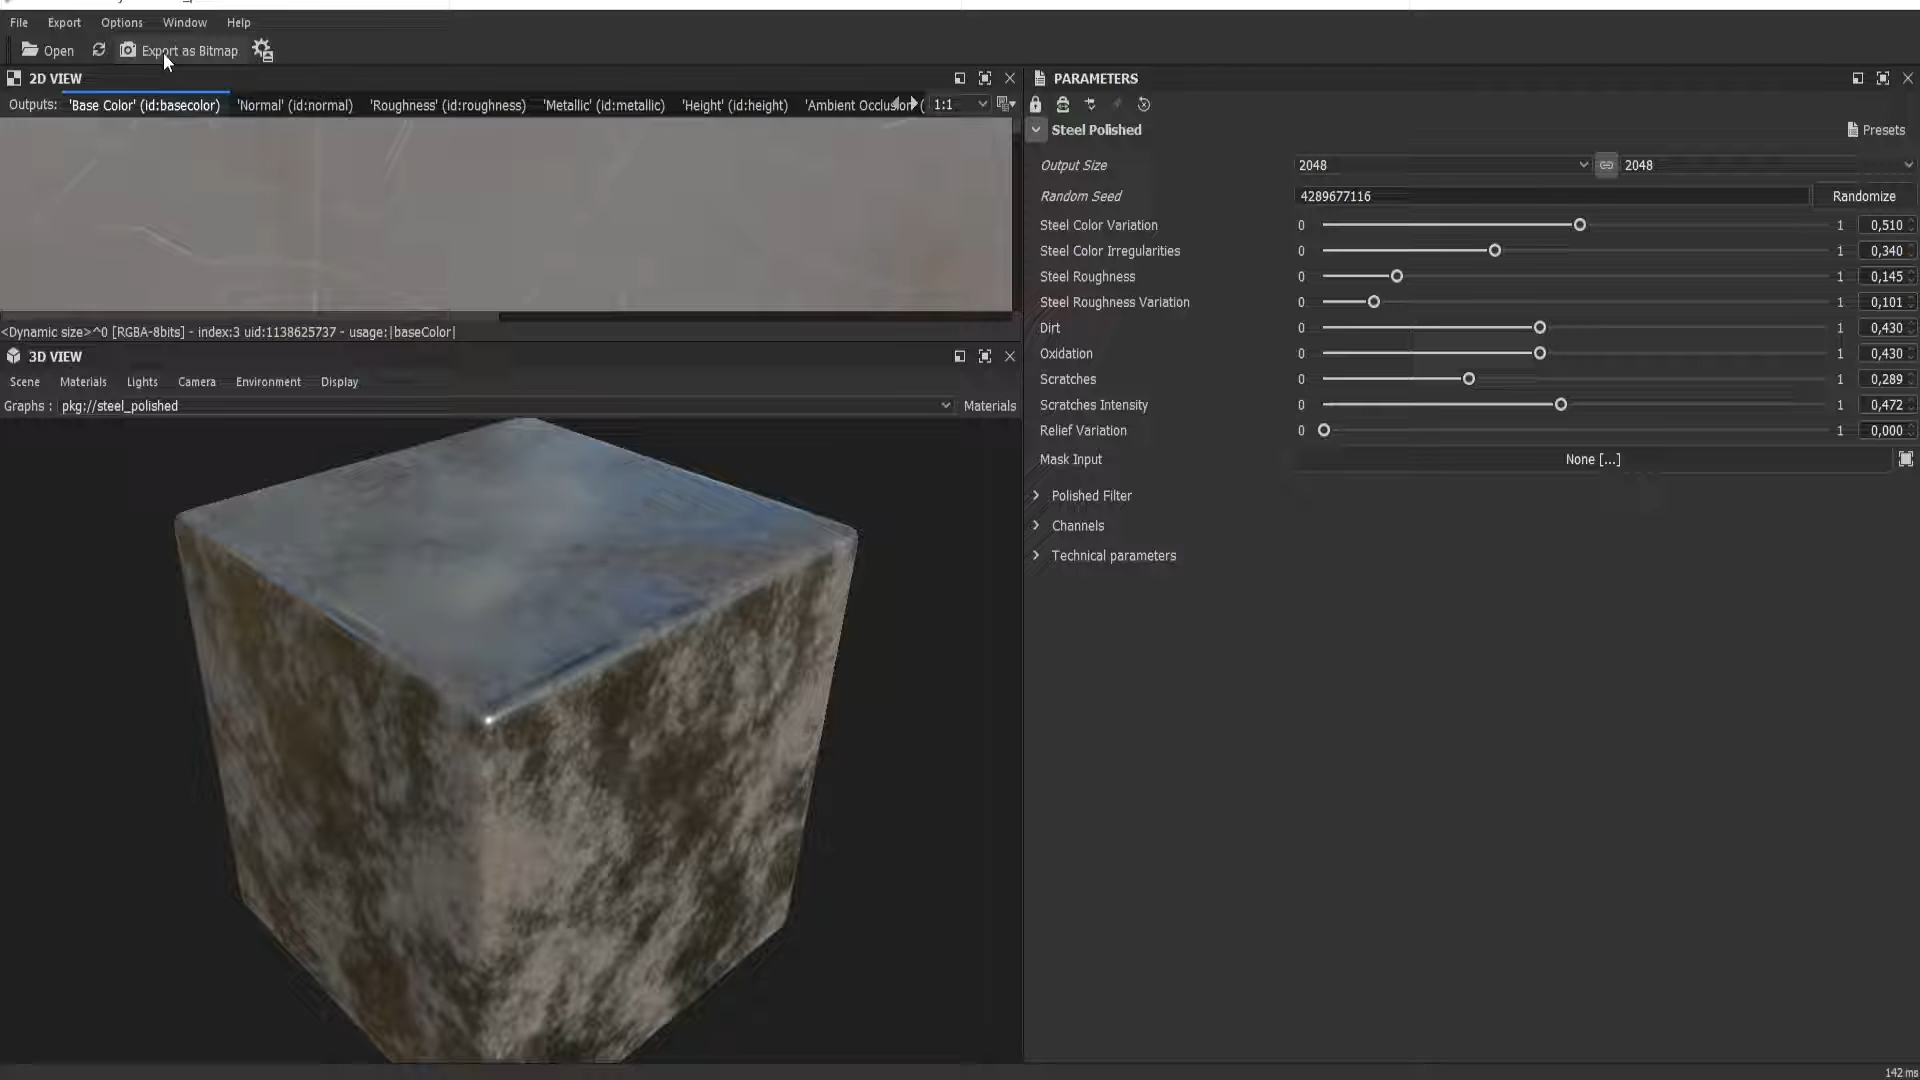 File Export Options Window Help
Open Export as Bitmap
2D VIEW
Outputs: 'Base Color' (id:basecolor) 'Normal' (id:normal) 'Roughness' (id:roughness) 'Metallic' (id:metallic) 'Height' (id:height) 'Ambient Occlusion ( 1:1
<Dynamic size>^0 [RGBA-8bits] - index:3 uid:1138625737 - usage:|baseColor|
3D VIEW
Scene Materials Lights Camera Environment Display
Graphs : pkg://steel_polished Materials
PARAMETERS
Steel Polished Presets
Output Size 2048 2048
Random Seed 4289677116 Randomize
Steel Color Variation 0 1 0,510
Steel Color Irregularities 0 1 0,340
Steel Roughness 0 1 0,145
Steel Roughness Variation 0 1 0,101
Dirt 0 1 0,430
Oxidation 0 1 0,430
Scratches 0 1 0,289
Scratches Intensity 0 1 0,472
Relief Variation 0 1 0,000
Mask Input None [...]
Polished Filter
Channels
Technical parameters
142 ms